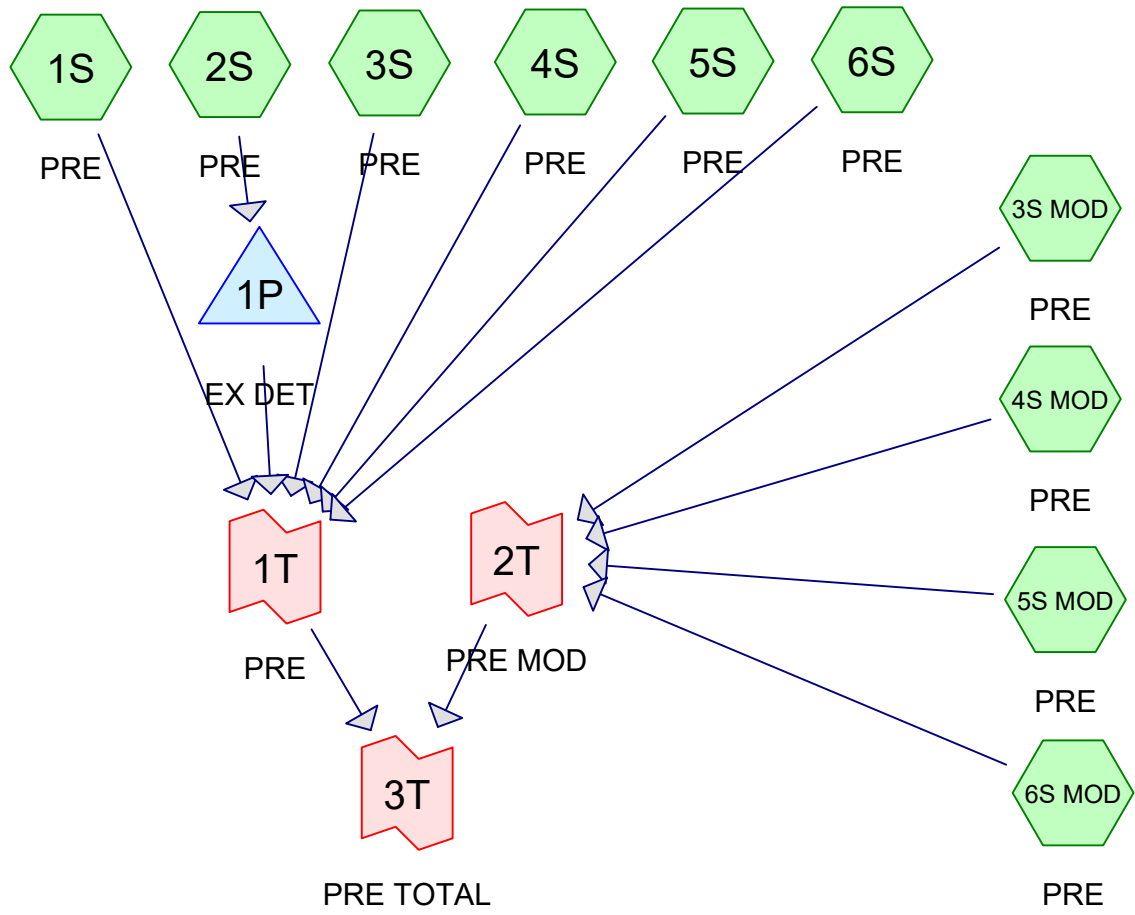 1S
2S
3S
4S
5S
6S
PRE
PRE
PRE
PRE
PRE
PRE
3S MOD
PRE
1P
EX DET
4S MOD
PRE
1T
2T
5S MOD
PRE
PRE MOD
PRE
3T
6S MOD
PRE TOTAL
PRE